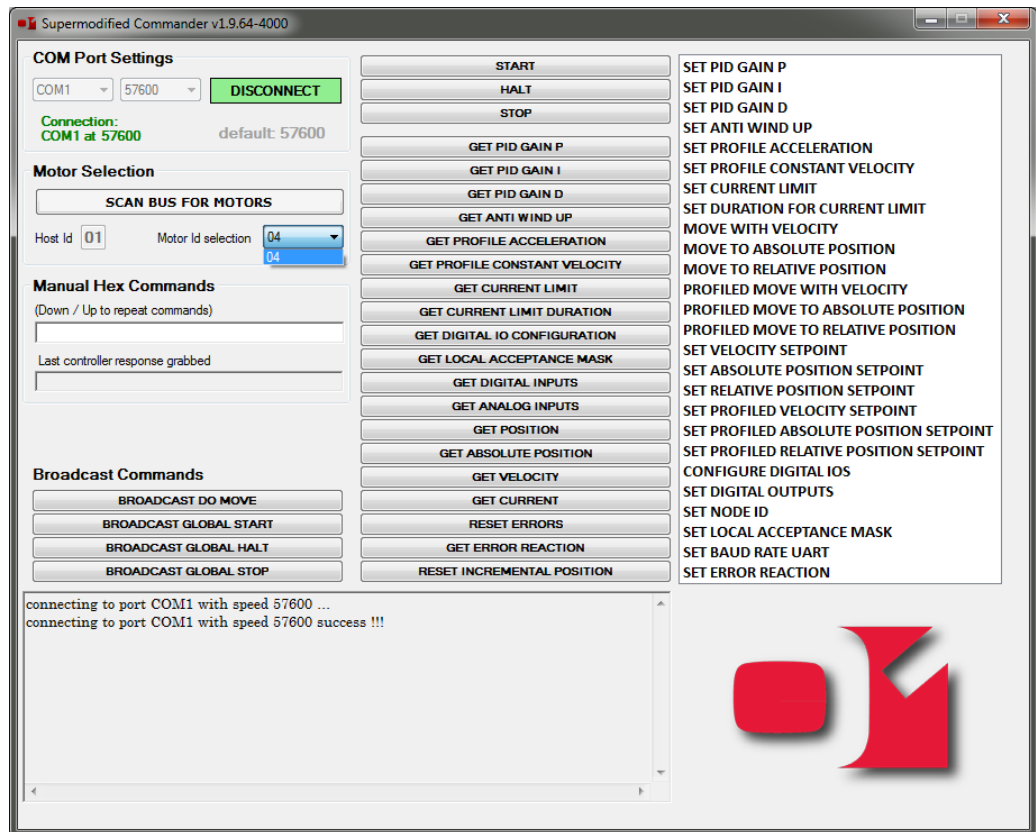 Supermodified Commander v1.9.64-4000
COM Port Settings
COM1
57600
DISCONNECT
Connection:
COM1 at 57600
default: 57600
Motor Selection
SCAN BUS FOR MOTORS
Host Id
01
Motor Id selection
04
04
Manual Hex Commands
(Down / Up to repeat commands)
Last controller response grabbed
Broadcast Commands
BROADCAST DO MOVE
BROADCAST GLOBAL START
BROADCAST GLOBAL HALT
BROADCAST GLOBAL STOP
START
HALT
STOP
GET PID GAIN P
GET PID GAIN I
GET PID GAIN D
GET ANTI WIND UP
GET PROFILE ACCELERATION
GET PROFILE CONSTANT VELOCITY
GET CURRENT LIMIT
GET CURRENT LIMIT DURATION
GET DIGITAL IO CONFIGURATION
GET LOCAL ACCEPTANCE MASK
GET DIGITAL INPUTS
GET ANALOG INPUTS
GET POSITION
GET ABSOLUTE POSITION
GET VELOCITY
GET CURRENT
RESET ERRORS
GET ERROR REACTION
RESET INCREMENTAL POSITION
SET PID GAIN P
SET PID GAIN I
SET PID GAIN D
SET ANTI WIND UP
SET PROFILE ACCELERATION
SET PROFILE CONSTANT VELOCITY
SET CURRENT LIMIT
SET DURATION FOR CURRENT LIMIT
MOVE WITH VELOCITY
MOVE TO ABSOLUTE POSITION
MOVE TO RELATIVE POSITION
PROFILED MOVE WITH VELOCITY
PROFILED MOVE TO ABSOLUTE POSITION
PROFILED MOVE TO RELATIVE POSITION
SET VELOCITY SETPOINT
SET ABSOLUTE POSITION SETPOINT
SET RELATIVE POSITION SETPOINT
SET PROFILED VELOCITY SETPOINT
SET PROFILED ABSOLUTE POSITION SETPOINT
SET PROFILED RELATIVE POSITION SETPOINT
CONFIGURE DIGITAL IOS
SET DIGITAL OUTPUTS
SET NODE ID
SET LOCAL ACCEPTANCE MASK
SET BAUD RATE UART
SET ERROR REACTION
connecting to port COM1 with speed 57600 ...
connecting to port COM1 with speed 57600 success !!!